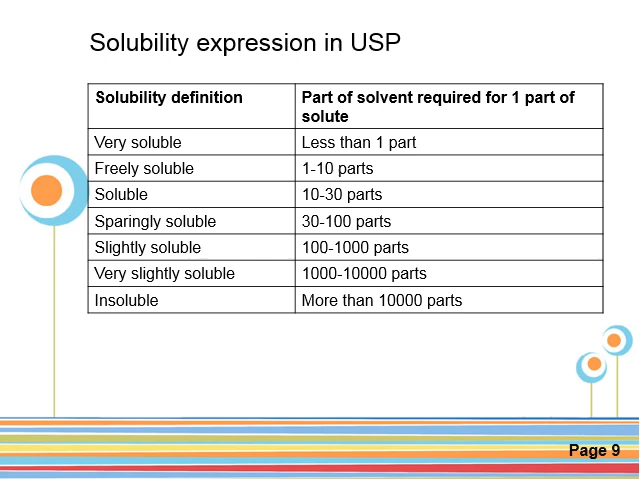 Solubility expression in USP
Solubility definition
Part of solvent required for 1 part of
solute
Very soluble
Less than 1 part
Freely soluble
1-10 parts
Soluble
10-30 parts
Sparingly soluble
30-100 parts
Slightly soluble
100-1000 parts
Very slightly soluble
1000-10000 parts
Insoluble
More than 10000 parts
Page 9